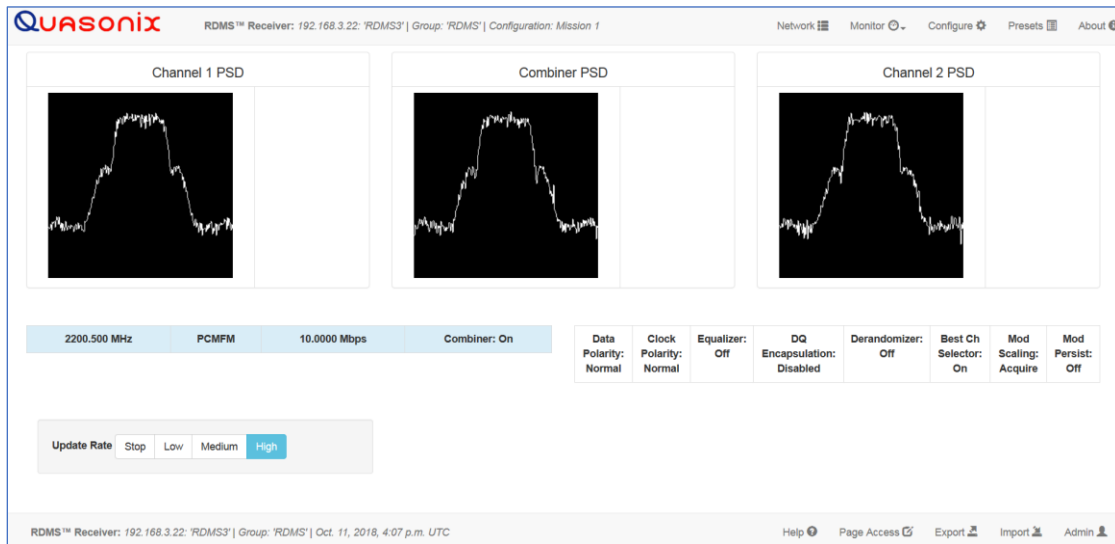 Quasonix RDMS™ Receiver: 192.168.3.22: 'RDMS3' | Group: 'RDMS' | Configuration: Mission 1 Network Monitor Configure Presets About
Channel 1 PSD
Combiner PSD
Channel 2 PSD
2200.500 MHz PCMFM 10.0000 Mbps Combiner: On
Data Polarity: Normal
Clock Polarity: Normal
Equalizer: Off
DQ Encapsulation: Disabled
Derandomizer: Off
Best Ch Selector: On
Mod Scaling: Acquire
Mod Persist: Off
Update Rate Stop Low Medium High
RDMS™ Receiver: 192.168.3.22: 'RDMS3' | Group: 'RDMS' | Oct. 11, 2018, 4:07 p.m. UTC Help Page Access Export Import Admin